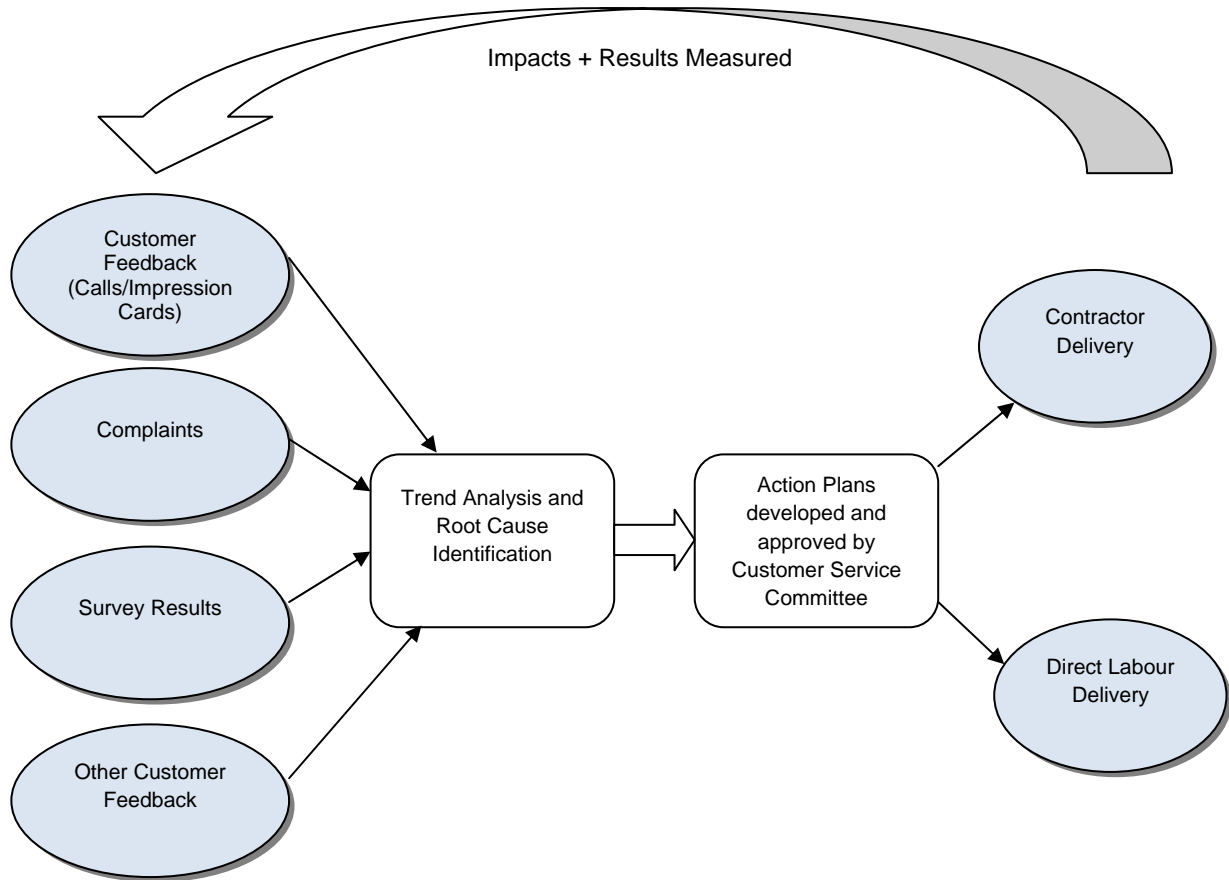 Impacts + Results Measured
Customer
Feedback
(Calls/Impression
Cards)
Complaints
Survey Results
Other Customer
Feedback
Trend Analysis and
Root Cause
Identification
Action Plans
developed and
approved by
Customer Service
Committee
Contractor
Delivery
Direct Labour
Delivery